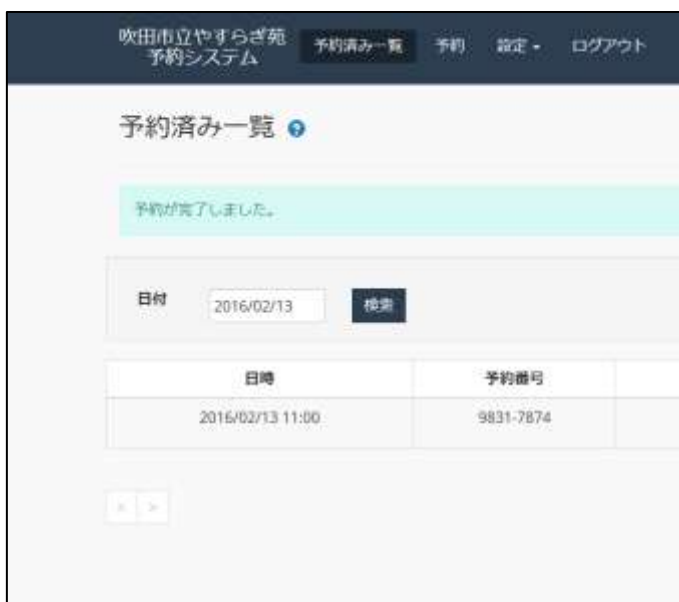 吹田市立やすらぎ苑
予約システム
予約済み一覧 予約 設定 ログアウト
予約済み一覧
予約が完了しました。
日付 2016/02/13 検索
日時 予約番号
2016/02/13 11:00 9831-7874
< >